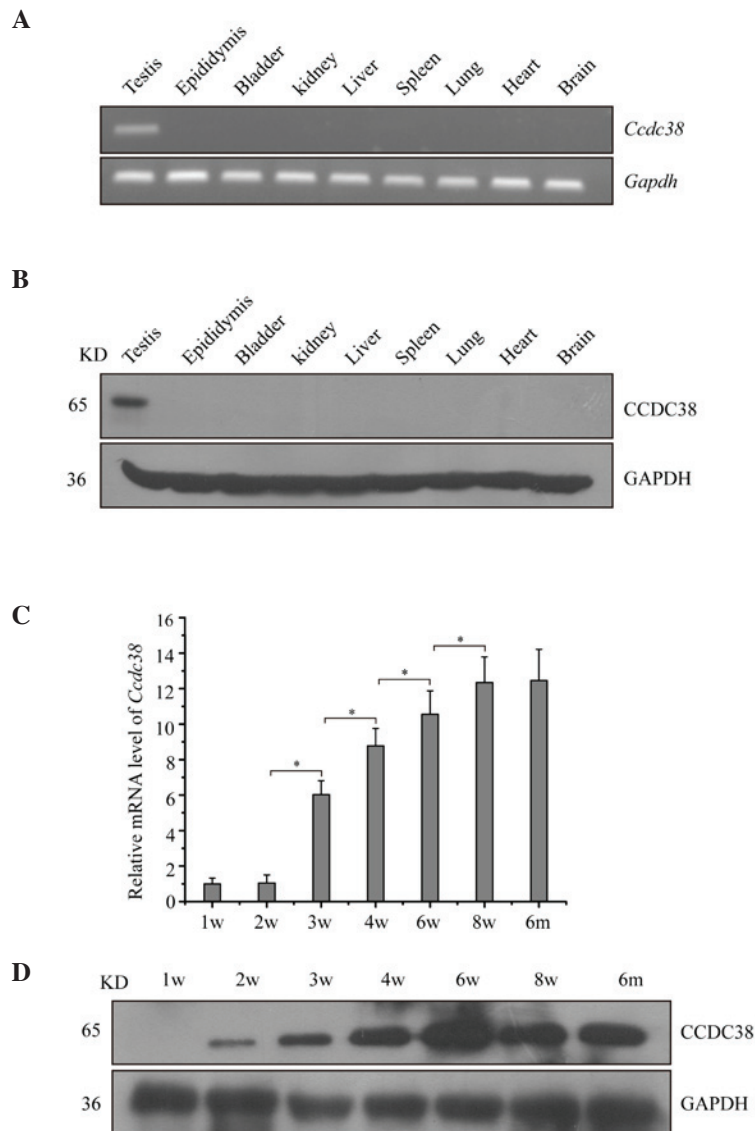 A
Testis Epididymis Bladder kidney Liver Spleen Lung Heart Brain
Ccdc38
Gapdh
B
KD Testis Epididymis Bladder kidney Liver Spleen Lung Heart Brain
65 CCDC38
36 GAPDH
C
Relative mRNA level of Ccdc38
16
14
12
10
8
6
4
2
0
* * * *
1w 2w 3w 4w 6w 8w 6m
D
KD 1w 2w 3w 4w 6w 8w 6m
65 CCDC38
36 GAPDH